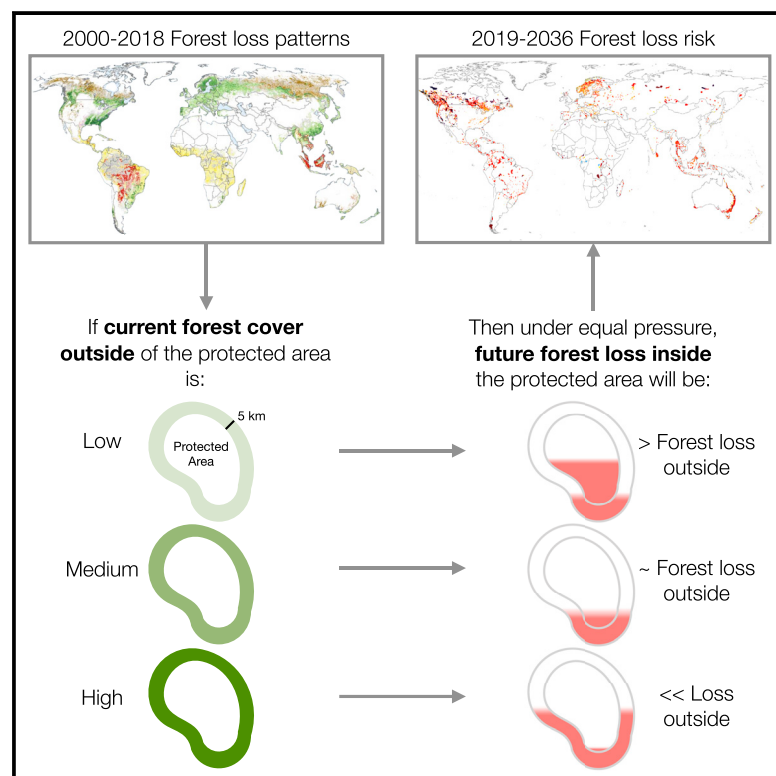 2000-2018 Forest loss patterns
2019-2036 Forest loss risk
If current forest cover
outside of the protected area
is:
Then under equal pressure,
future forest loss inside
the protected area will be:
Low
5 km
Protected
Area
> Forest loss
outside
Medium
~ Forest loss
outside
High
<< Loss
outside